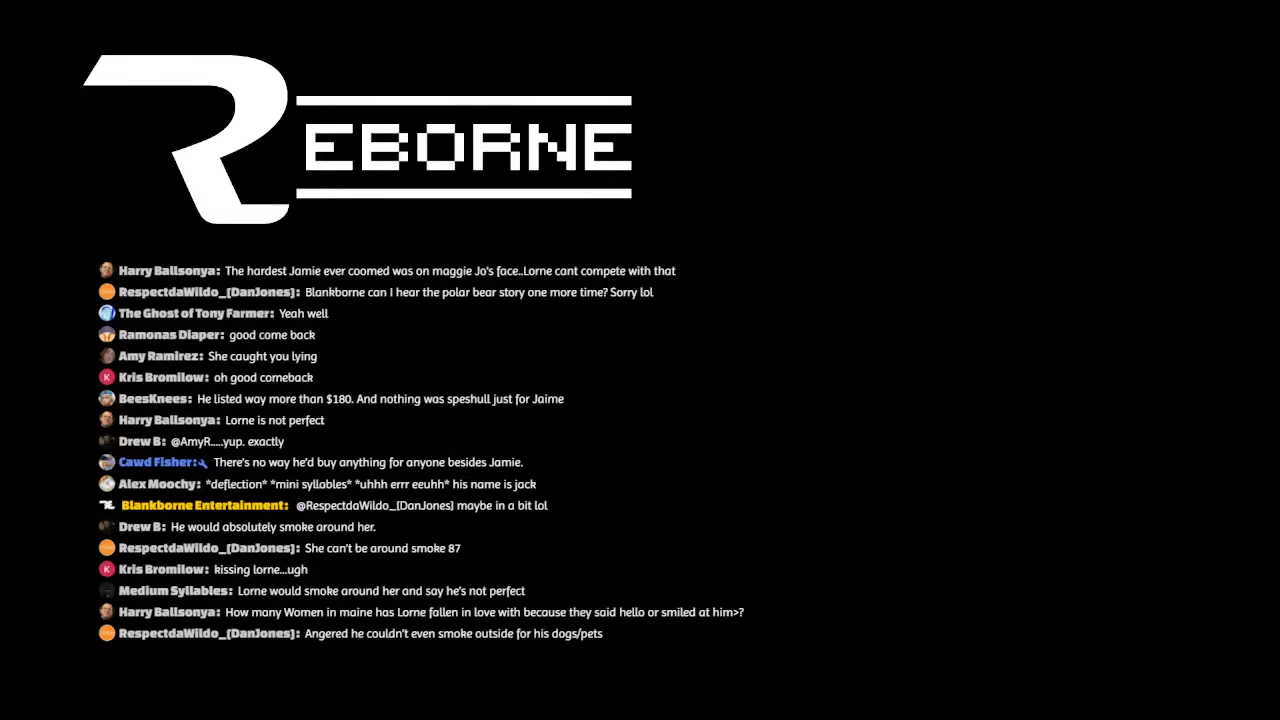 REBORNE
Harry Ballsonya: The hardest Jamie ever coomed was on maggie Jo's face..Lorne cant compete with that
RespectdaWildo_[DanJones]: Blankborne can I hear the polar bear story one more time? Sorry lol
The Ghost of Tony Farmer: Yeah well
Ramonas Diaper: good come back
Amy Ramirez: She caught you lying
K Kris Bromilow: oh good comeback
BeesKnees: He listed way more than $180. And nothing was speshull just for Jaime
Harry Ballsonya: Lorne is not perfect
Drew B: @AmyR.....yup. exactly
Cawd Fisher: There's no way he'd buy anything for anyone besides Jamie.
Alex Moochy: *deflection* *mini syllables* *uhhh errr eeuhh* his name is jack
Blankborne Entertainment: @RespectdaWildo_[DanJones] maybe in a bit lol
Drew B: He would absolutely smoke around her.
RespectdaWildo_[DanJones]: She can't be around smoke 87
K Kris Bromilow: kissing lorne...ugh
Medium Syllables: Lorne would smoke around her and say he's not perfect
Harry Ballsonya: How many Women in maine has Lorne fallen in love with because they said hello or smiled at him>?
RespectdaWildo_[DanJones]: Angered he couldn't even smoke outside for his dogs/pets